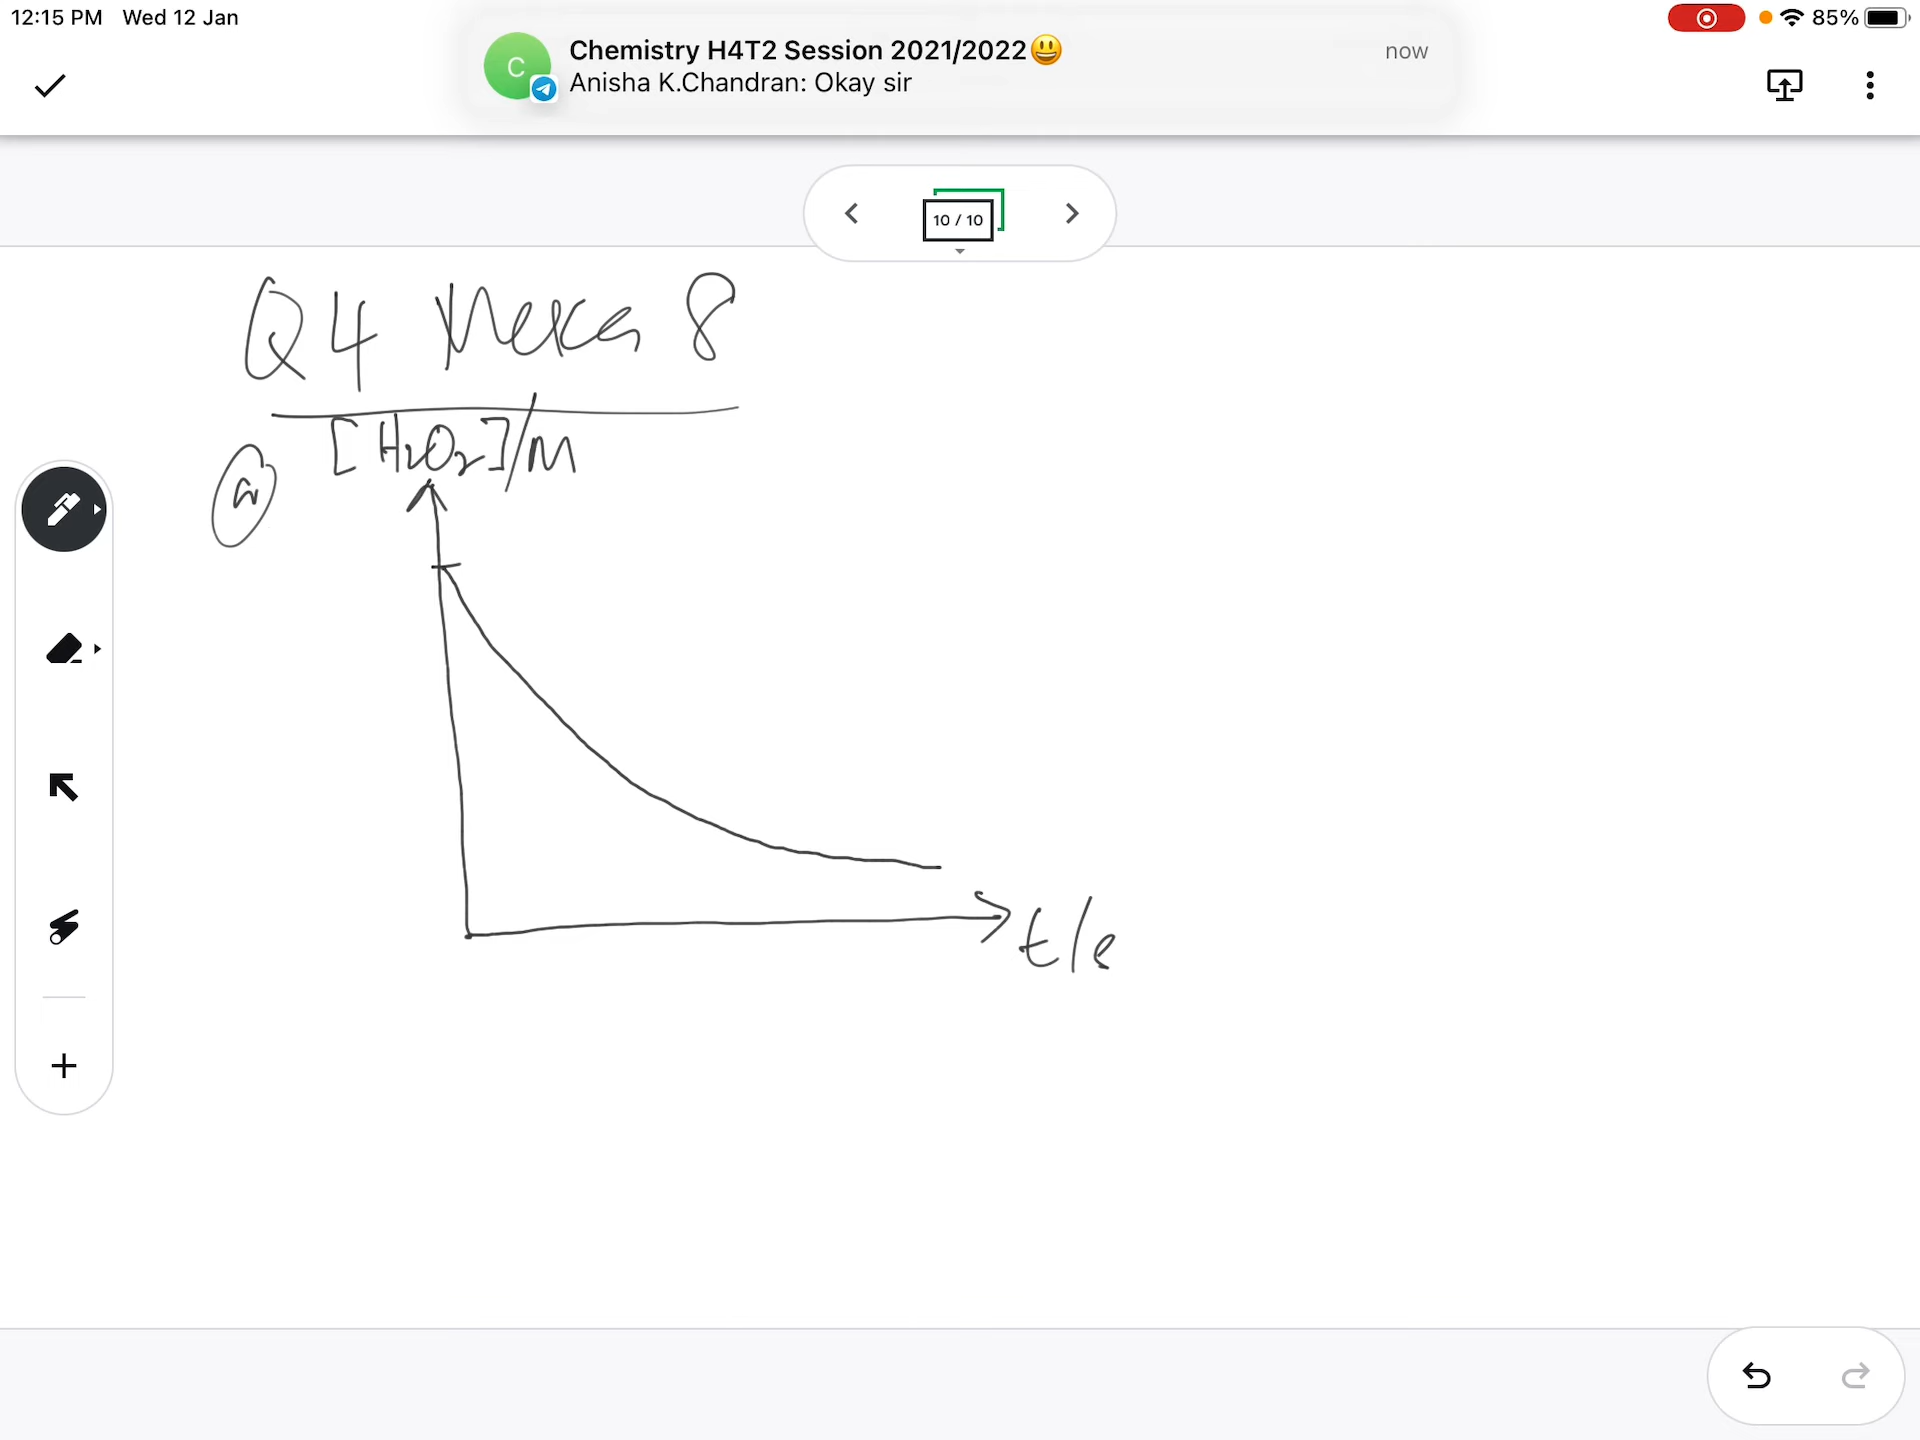 12:15 PM Wed 12 Jan
85%
Chemistry H4T2 Session 2021/2022😃
now
C
Anisha K.Chandran: Okay sir
10 / 10
Q4 Meka 8
[H₂O₂]/M
a
t/s